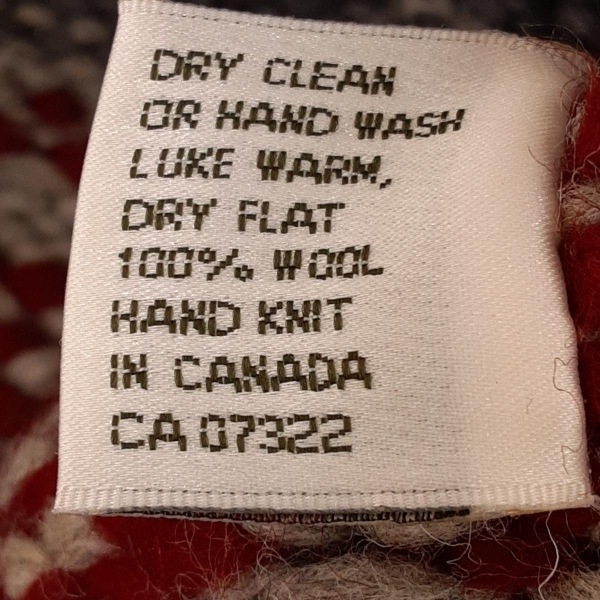 DRY CLEAN
OR HAND WASH
LUKE WARM,
DRY FLAT
100% WOOL
HAND KNIT
IN CANADA
CA 07322